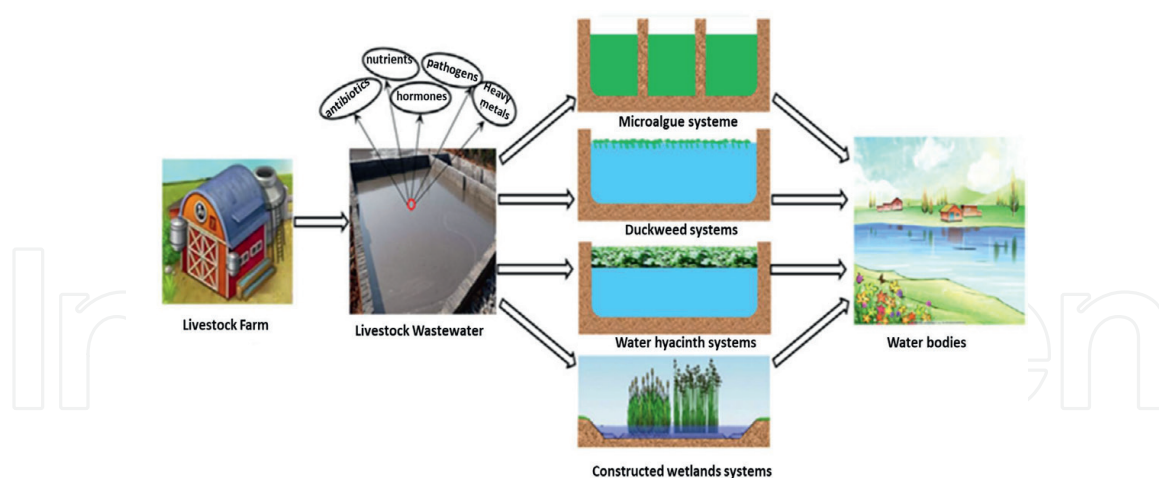 nutrients
pathogens
antibiotics
hormones
Heavy
metals
Microalgue systeme
Duckweed systems
Livestock Farm
Livestock Wastewater
Water hyacinth systems
Water bodies
Constructed wetlands systems